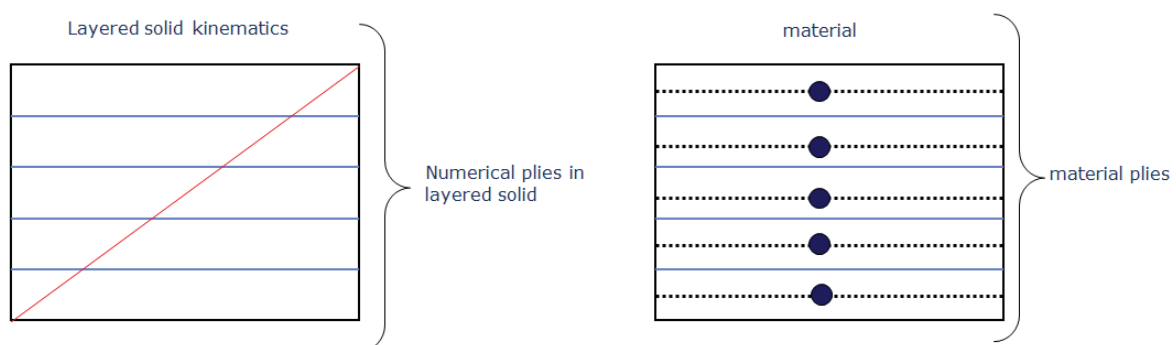 Layered solid kinematics
Numerical plies in
layered solid
material
material plies